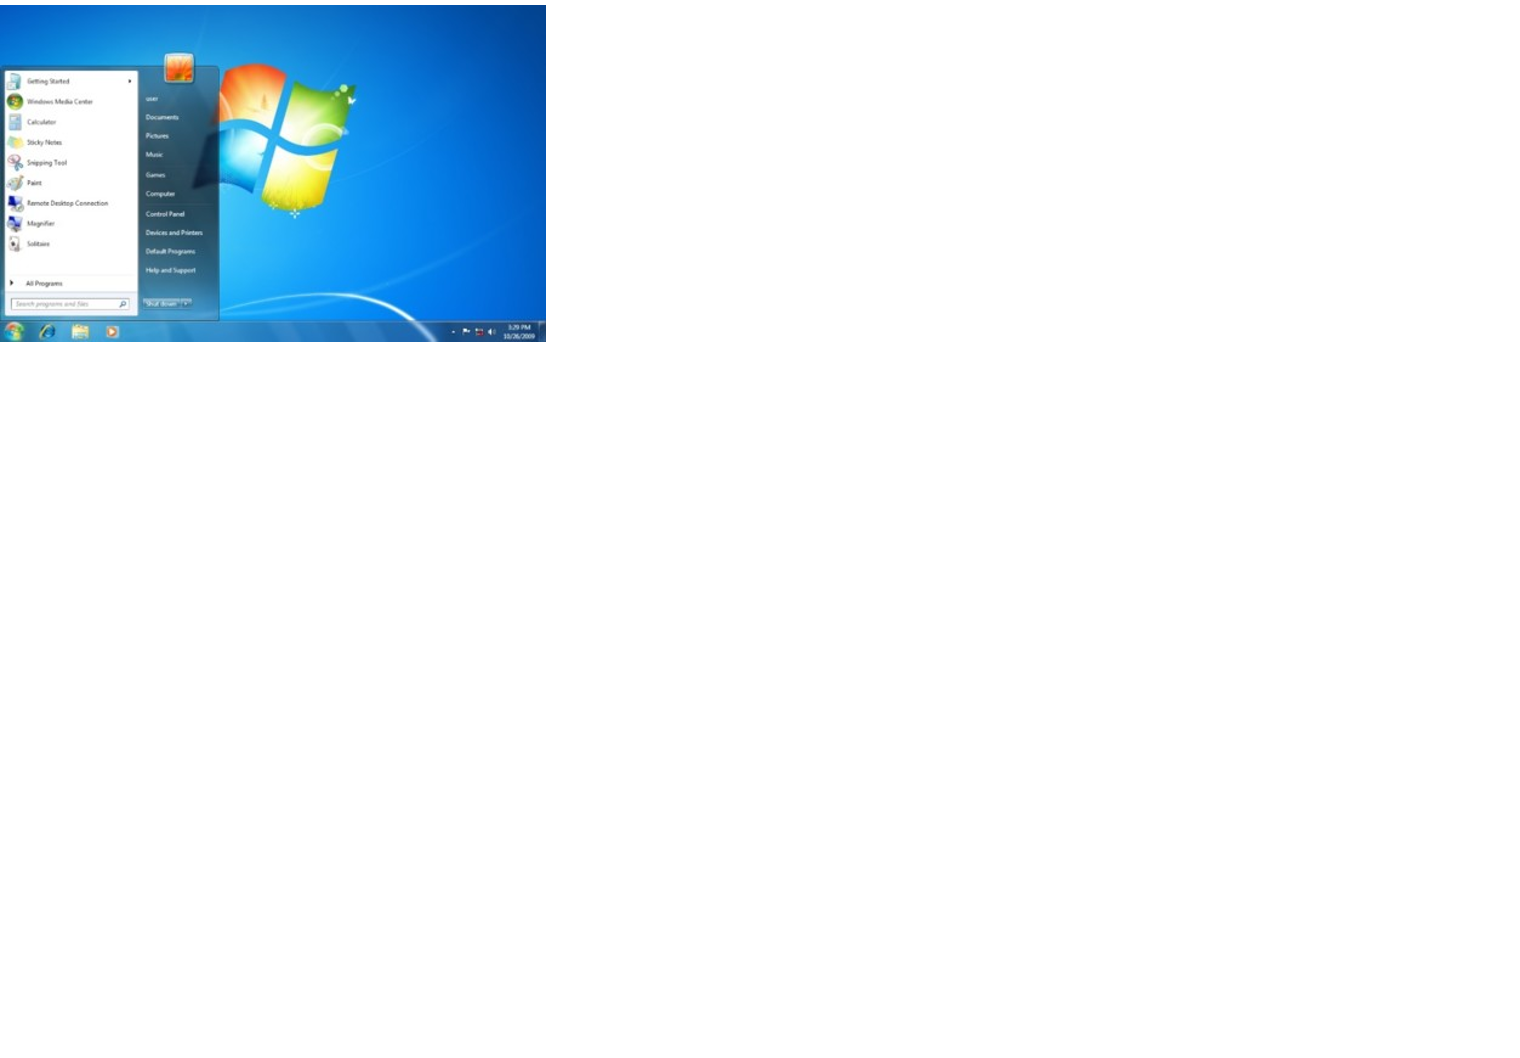 Getting Started
Windows Media Center
Calculator
Sticky Notes
Snipping Tool
Paint
Remote Desktop Connection
Magnifier
Solitaire
All Programs
Search programs and files
user
Documents
Pictures
Music
Games
Computer
Control Panel
Devices and Printers
Default Programs
Help and Support
Shut down
3:29 PM
10/26/2009